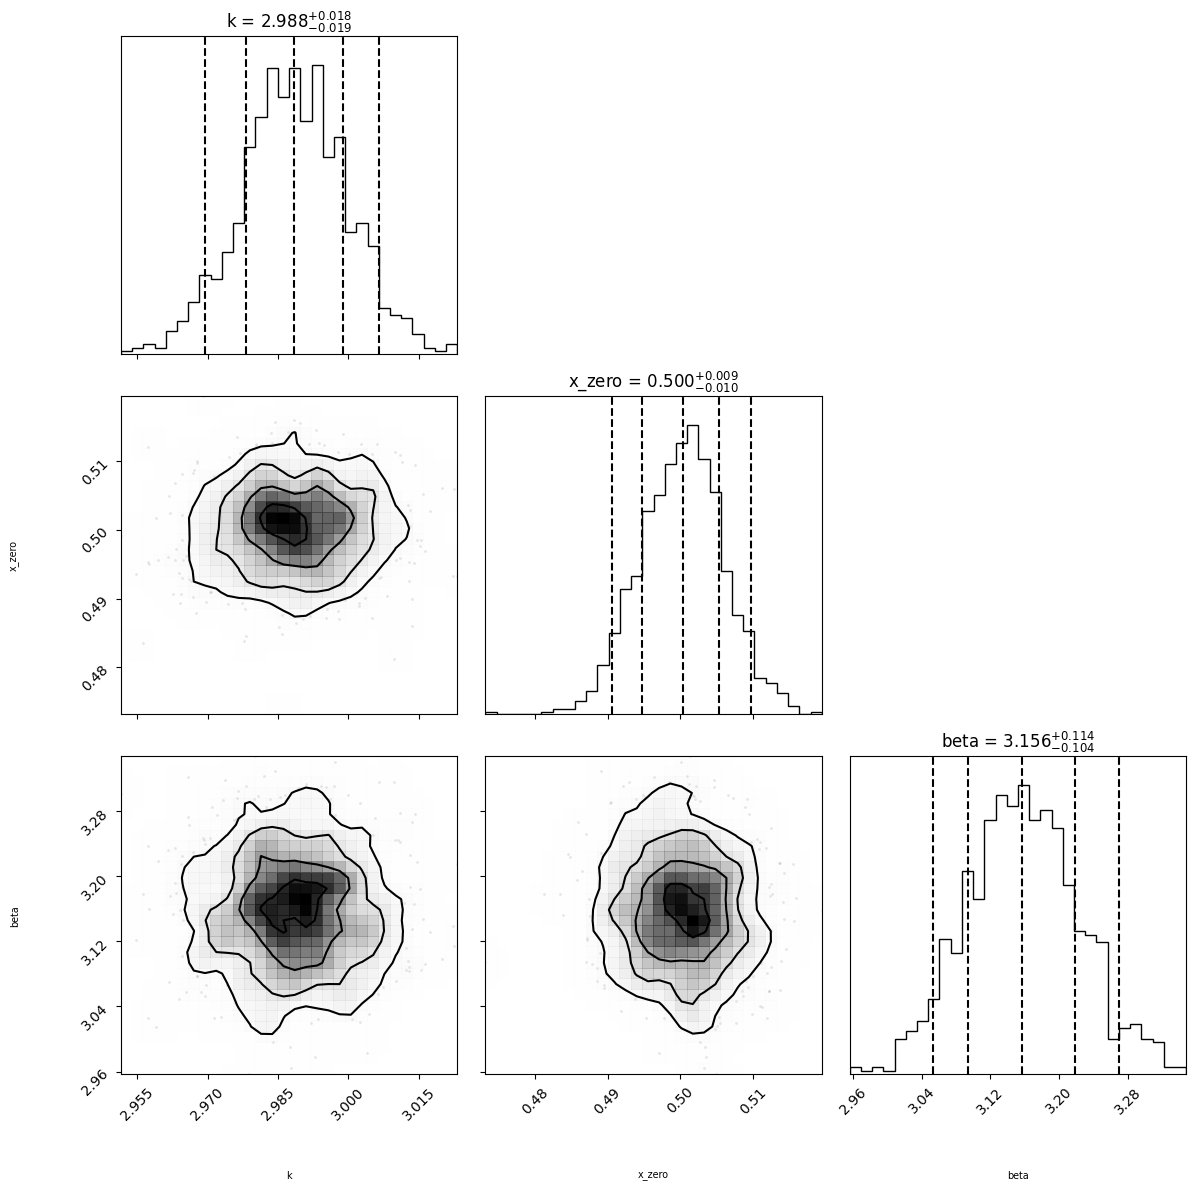 k = 2.988+0.018−0.019
x_zero = 0.500+0.009−0.010
0.51
0.50
0.49
0.48
x_zero
beta = 3.156+0.114−0.104
3.28
3.20
3.12
3.04
2.96
beta
2.955 2.970 2.985 3.000 3.015
0.48 0.49 0.50 0.51
2.96 3.04 3.12 3.20 3.28
k
x_zero
beta